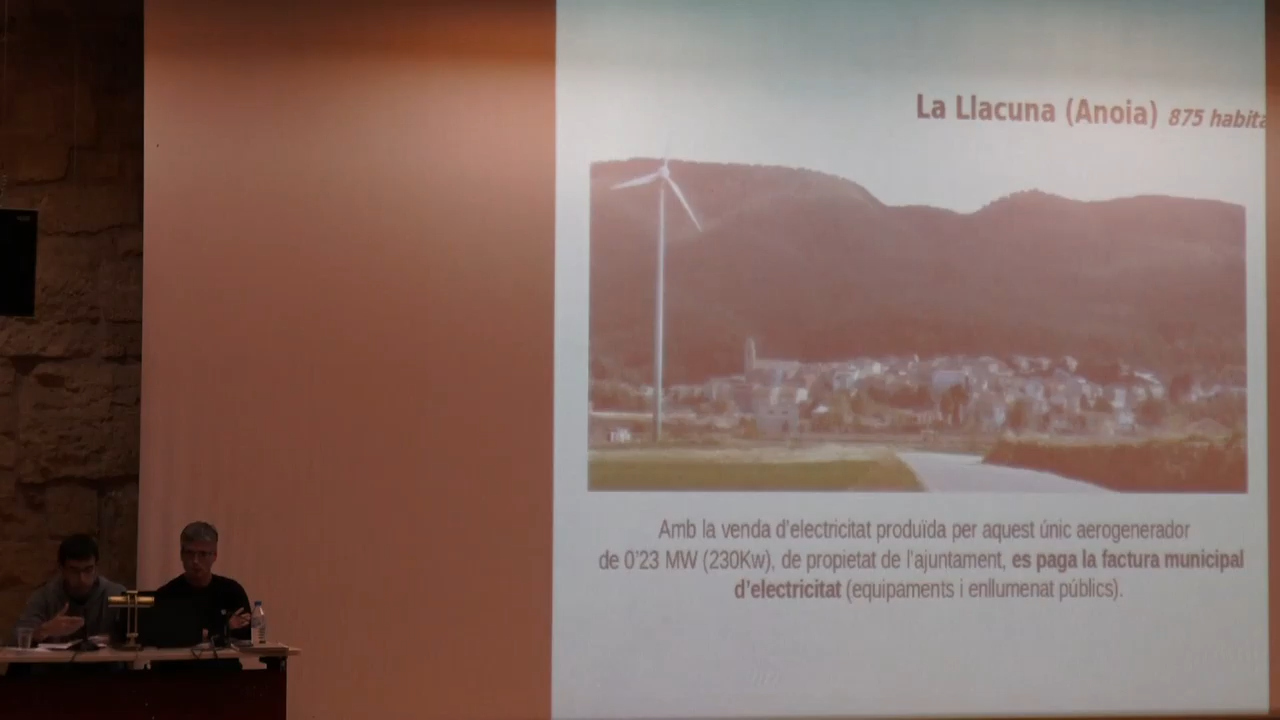 La Llacuna (Anoia) 875 habita
Amb la venda d'electricitat produïda per aquest únic aerogenerador
de 0'23 MW (230Kw), de propietat de l'ajuntament, es paga la factura municipal
d'electricitat (equipaments i enllumenat públics).